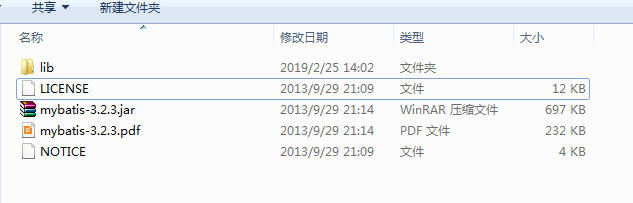 共享 新建文件夹
名称 修改日期 类型 大小
lib 2019/2/25 14:02 文件夹
LICENSE 2013/9/29 21:09 文件 12 KB
mybatis-3.2.3.jar 2013/9/29 21:14 WinRAR 压缩文件 697 KB
mybatis-3.2.3.pdf 2013/9/29 21:14 PDF 文件 232 KB
NOTICE 2013/9/29 21:09 文件 4 KB